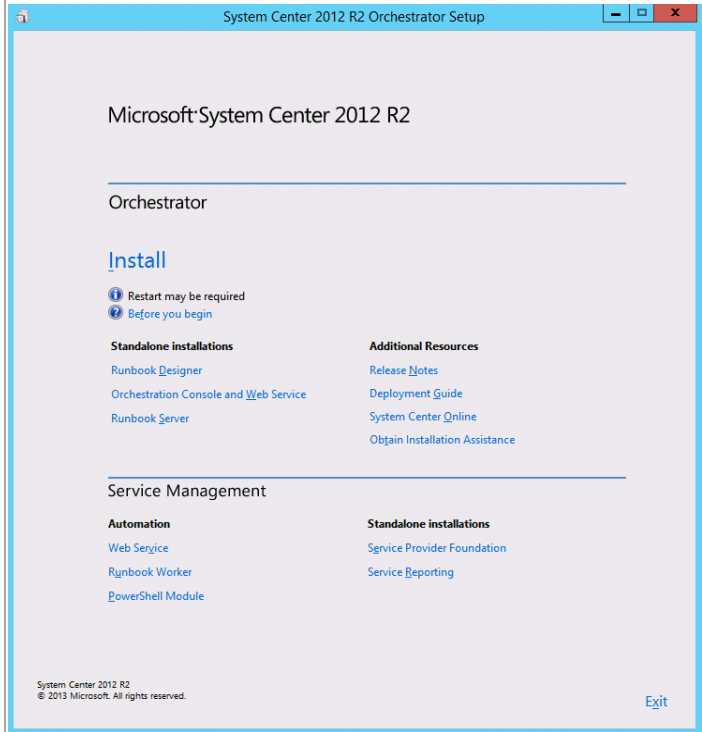 System Center 2012 R2 Orchestrator Setup
Microsoft System Center 2012 R2
Orchestrator
Install
Restart may be required
Before you begin
Standalone installations
Runbook Designer
Orchestration Console and Web Service
Runbook Server
Additional Resources
Release Notes
Deployment Guide
System Center Online
Obtain Installation Assistance
Service Management
Automation
Web Service
Runbook Worker
PowerShell Module
Standalone installations
Service Provider Foundation
Service Reporting
System Center 2012 R2
© 2013 Microsoft. All rights reserved.
Exit